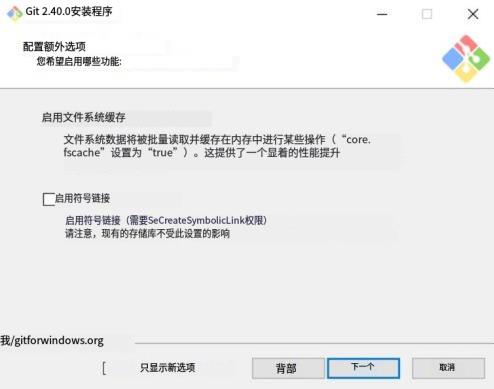 Git 2.40.0安装程序
配置额外选项
您希望启用哪些功能:
启用文件系统缓存
文件系统数据将被批量读取并缓存在内存中进行某些操作（“core.
fscache”设置为“true”）。这提供了一个显着的性能提升
启用符号链接
启用符号链接（需要SeCreateSymbolicLink权限）
请注意，现有的存储库不受此设置的影响
我/gitforwindows.org
只显示新选项
背部
下一个
取消